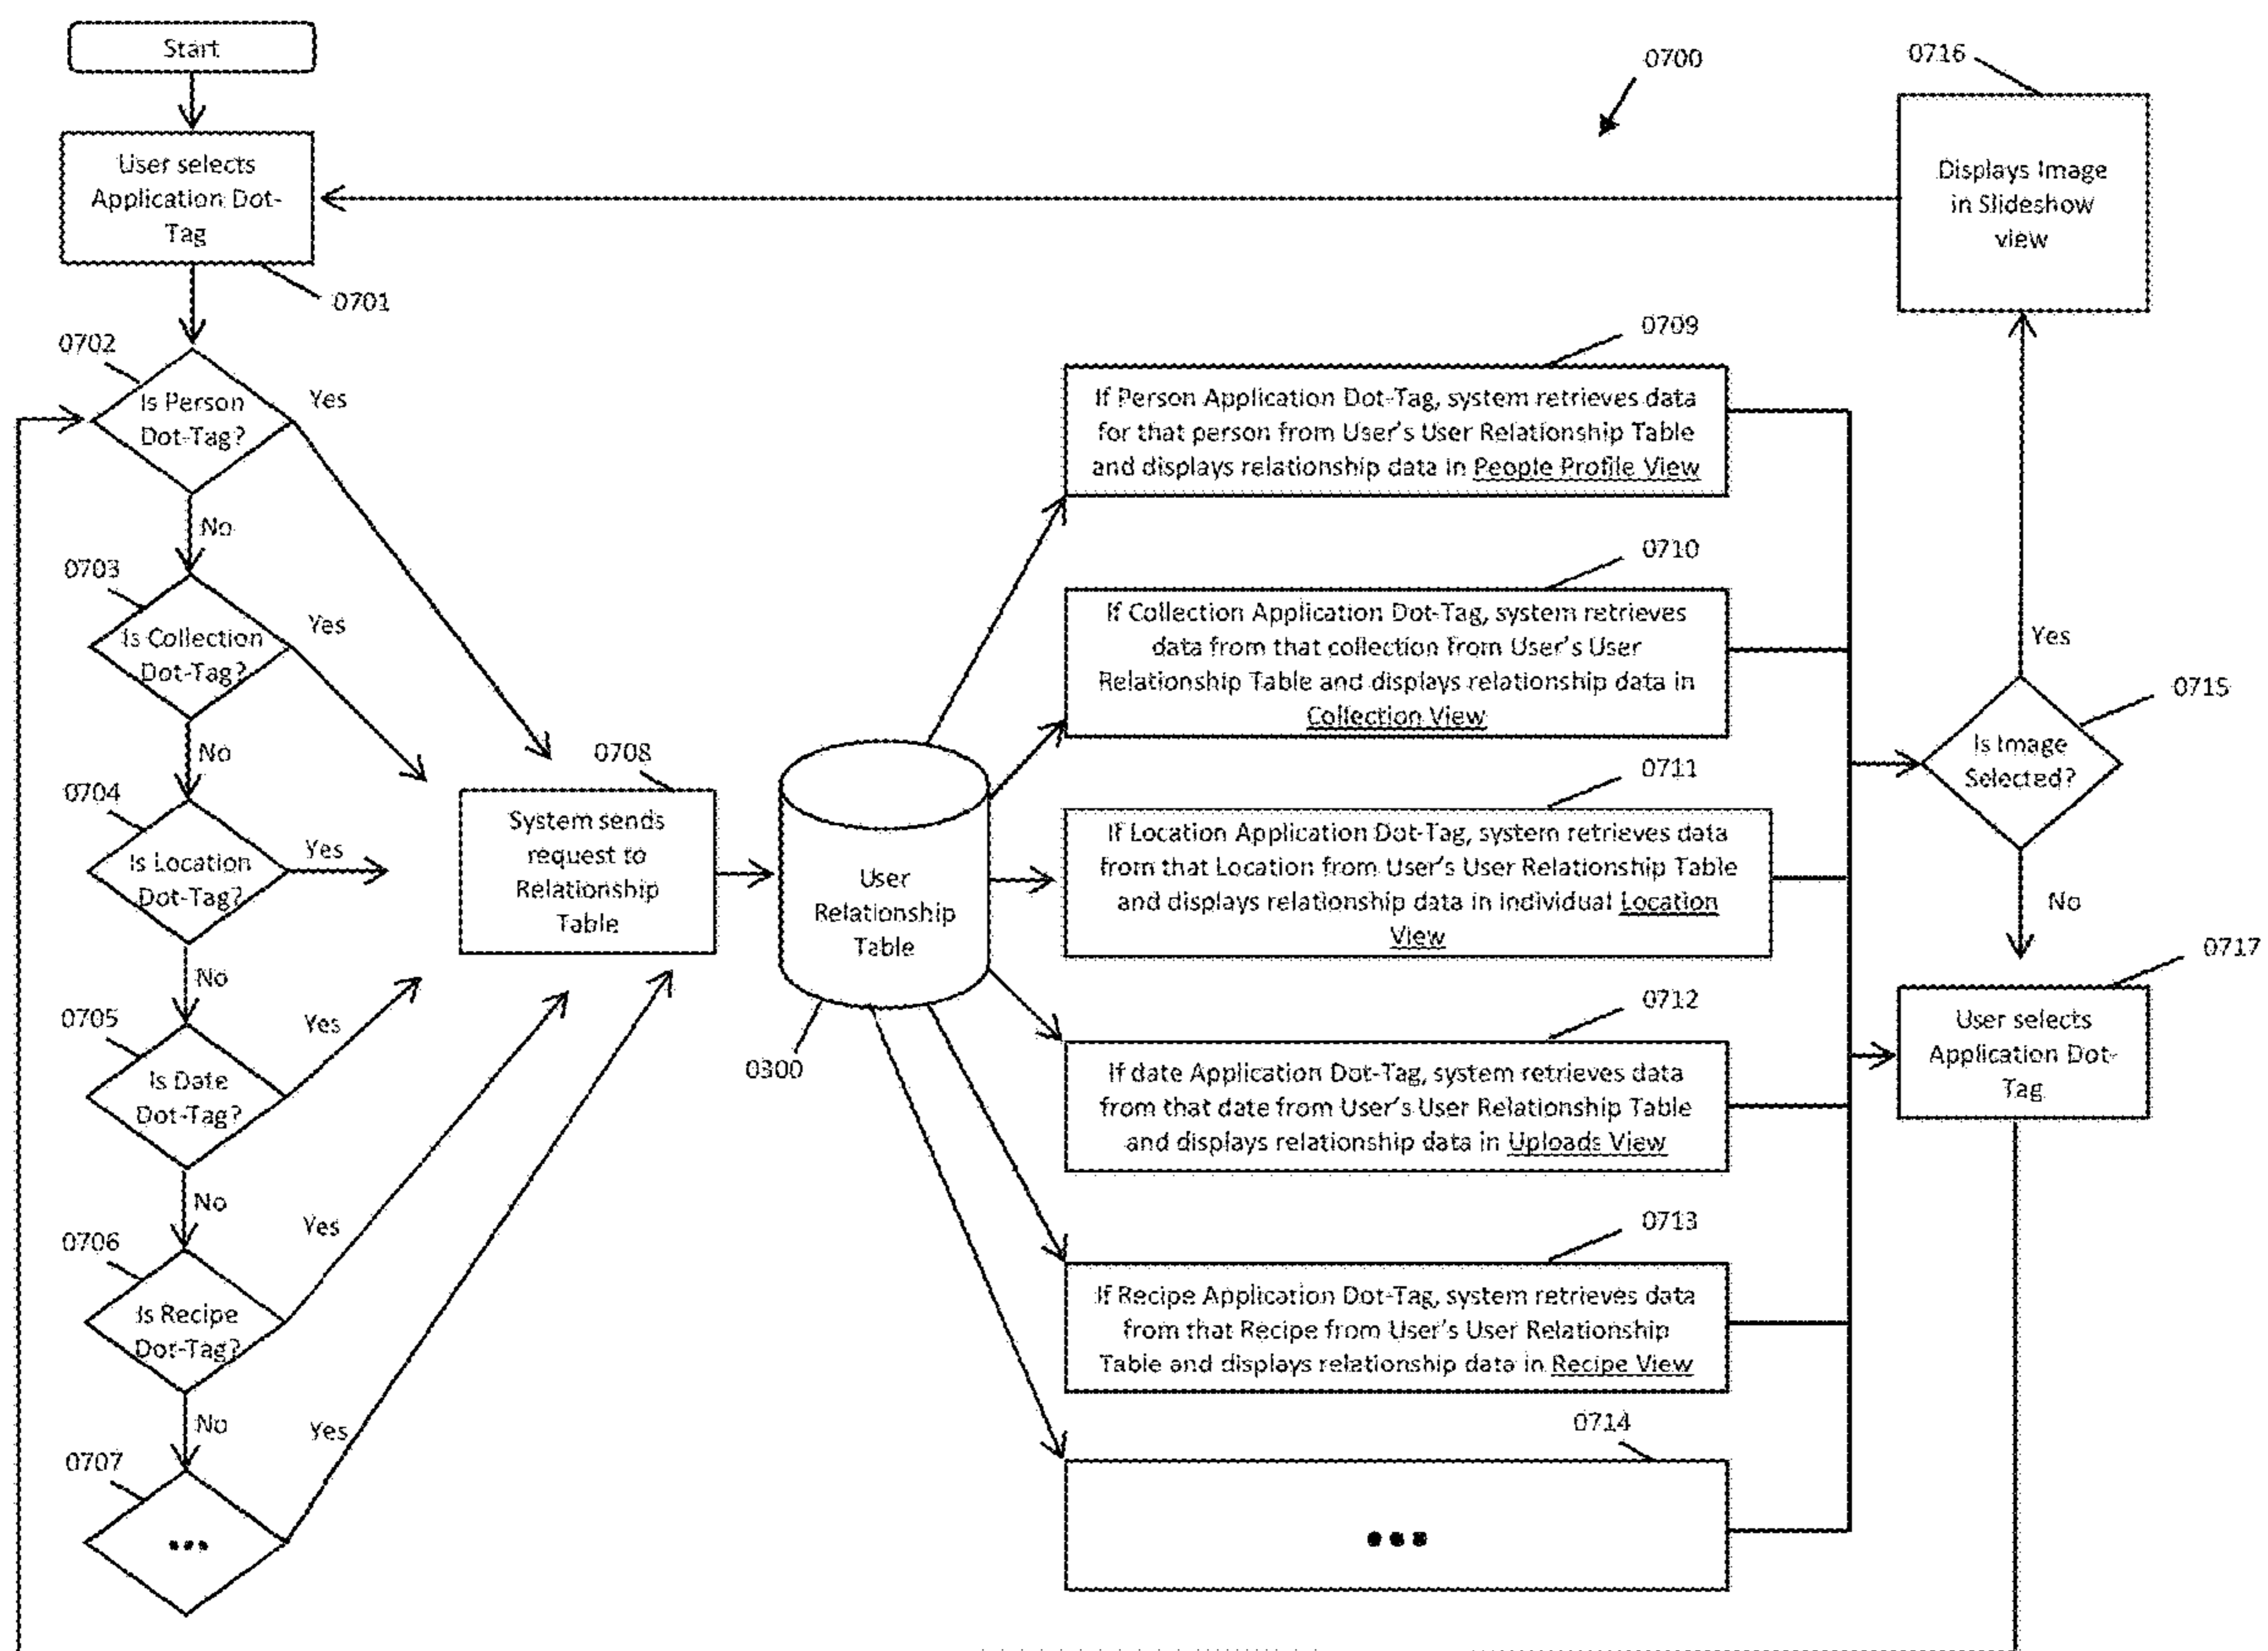 Start
0700
0716
User selects
Application Dot-
Tag
Displays Image
in Slideshow
view
0701
0702
Is Person
Dot-Tag?
Yes
No
0703
Is Collection
Dot-Tag?
Yes
No
0704
Is Location
Dot-Tag?
Yes
No
0705
Is Date
Dot-Tag?
Yes
No
0706
Is Recipe
Dot-Tag?
Yes
No
0707
...
Yes
0708
System sends
request to
Relationship
Table
User
Relationship
Table
0300
0709
If Person Application Dot-Tag, system retrieves data
for that person from User's User Relationship Table
and displays relationship data in People Profile View
0710
If Collection Application Dot-Tag, system retrieves
data from that collection from User's User
Relationship Table and displays relationship data in
Collection View
0711
If Location Application Dot-Tag, system retrieves data
from that Location from User's User Relationship Table
and displays relationship data in individual Location
View
0712
If date Application Dot-Tag, system retrieves data
from that date from User's User Relationship Table
and displays relationship data in Uploads View
0713
If Recipe Application Dot-Tag, system retrieves data
from that Recipe from User's User Relationship
Table and displays relationship data in Recipe View
0714
...
Yes
0715
Is Image
Selected?
No
0717
User selects
Application Dot-
Tag